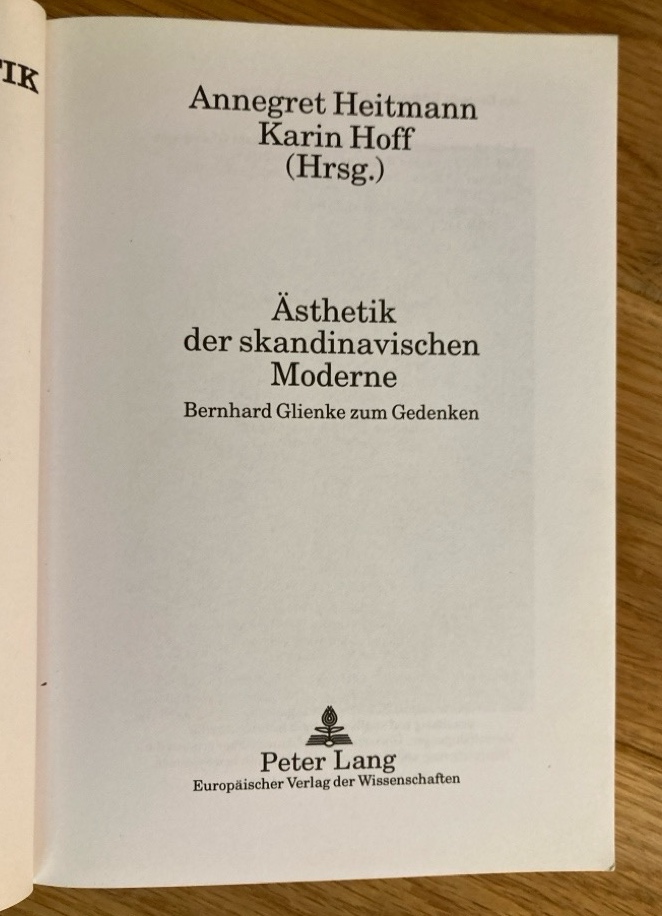 TIK
Annegret Heitmann
Karin Hoff
(Hrsg.)
Ästhetik
der skandinavischen
Moderne
Bernhard Glienke zum Gedenken
Peter Lang
Europäischer Verlag der Wissenschaften